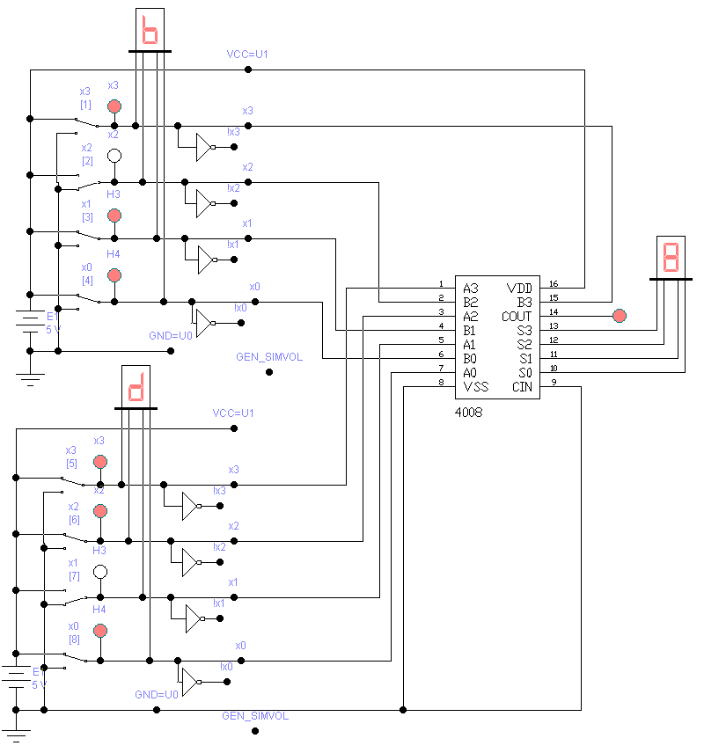 b
VCC=U1
x3
x3
[1]
x3
!x3
x2
x2
[2]
x2
!x2
H3
x1
[3]
x1
!x1
H4
x0
[4]
x0
!x0
E1
5 V
GND=U0
GEN_SIMVOL
8
1 A3 VDD 16
2 B2 B3 15
3 A2 COUT 14
4 B1 S3 13
5 A1 S2 12
6 B0 S1 11
7 A0 S0 10
8 VSS CIN 9
4008
d
VCC=U1
x3
x3
[5]
x3
!x3
x2
x2
[6]
x2
!x2
H3
x1
[7]
x1
!x1
H4
x0
[8]
x0
!x0
E1
5 V
GND=U0
GEN_SIMVOL